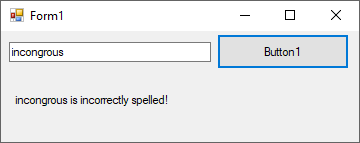 Form1
incongrous
Button1
incongrous is incorrectly spelled!